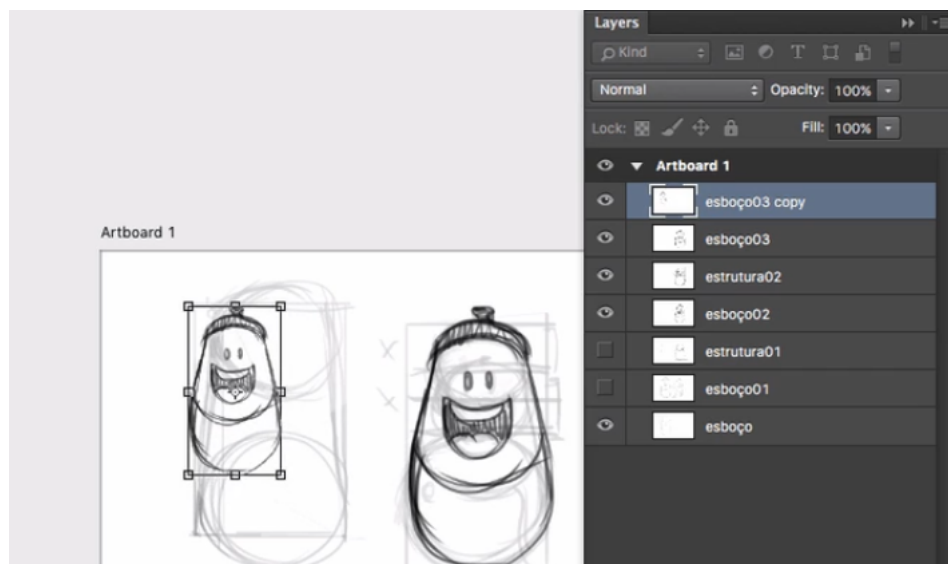 Layers
Kind
Normal
Opacity: 100%
Lock:
Fill: 100%
Artboard 1
esboço03 copy
esboço03
estrutura02
esboço02
estrutura01
esboço01
esboço
Artboard 1